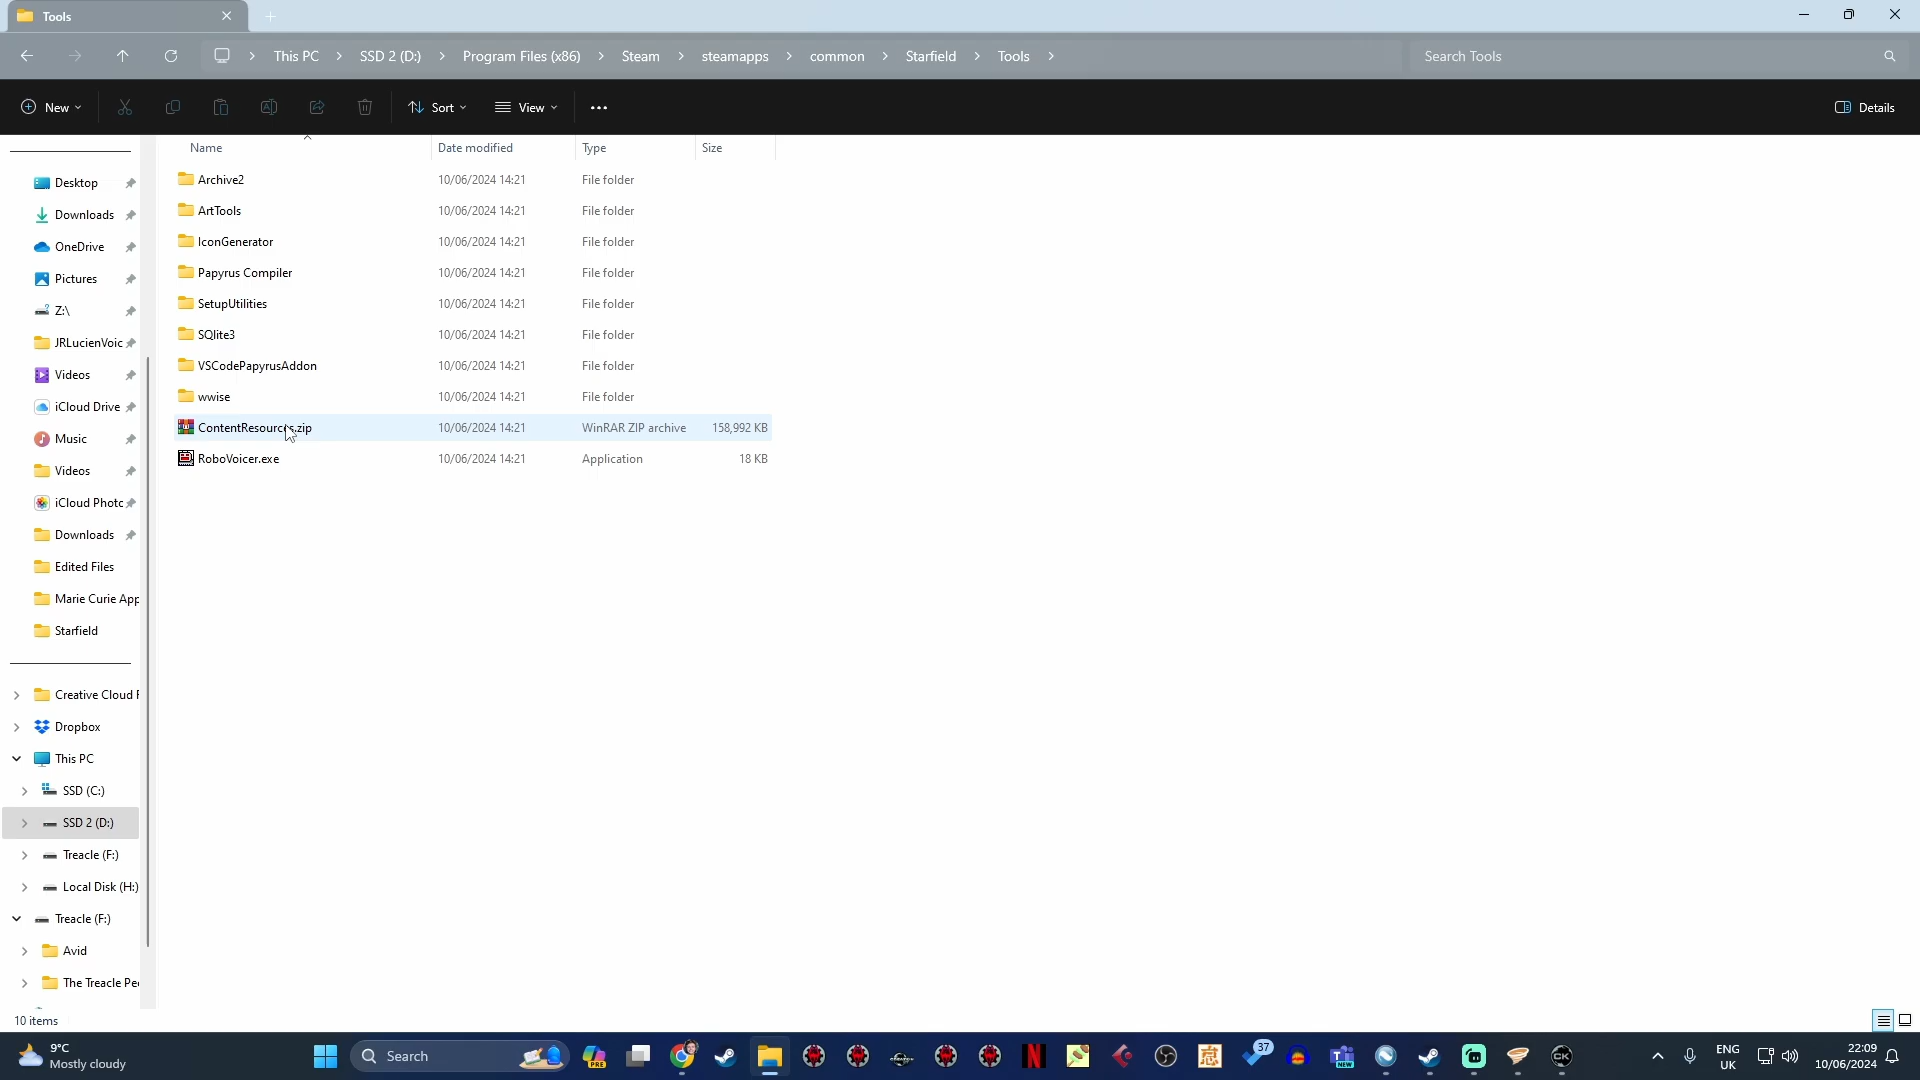 Tools
This PC > SSD 2 (D:) > Program Files (x86) > Steam > steamapps > common > Starfield > Tools >
Search Tools
New
Sort
View
Details
Name Date modified Type Size
Archive2 10/06/2024 14:21 File folder
ArtTools 10/06/2024 14:21 File folder
IconGenerator 10/06/2024 14:21 File folder
Papyrus Compiler 10/06/2024 14:21 File folder
SetupUtilities 10/06/2024 14:21 File folder
SQlite3 10/06/2024 14:21 File folder
VSCodePapyrusAddon 10/06/2024 14:21 File folder
wwise 10/06/2024 14:21 File folder
ContentResources.zip 10/06/2024 14:21 WinRAR ZIP archive 158,992 KB
RoboVoicer.exe 10/06/2024 14:21 Application 18 KB
Desktop
Downloads
OneDrive
Pictures
Z:\
JRLucienVoic
Videos
iCloud Drive
Music
Videos
iCloud Photo
Downloads
Edited Files
Marie Curie App
Starfield
Creative Cloud F
Dropbox
This PC
SSD (C:)
SSD 2 (D:)
Treacle (F:)
Local Disk (H:)
Treacle (F:)
Avid
The Treacle Peo
10 items
9°C
Mostly cloudy
Search
PRE
37
NEW
CK
ENG
UK
22:09
10/06/2024